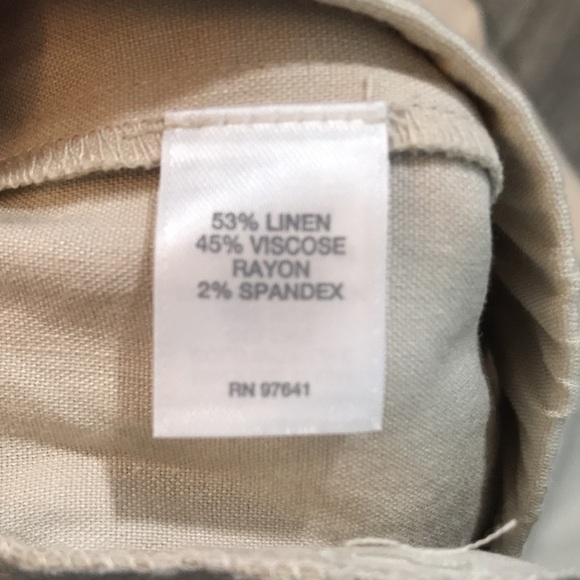 53% LINEN
45% VISCOSE
RAYON
2% SPANDEX
RN 97641